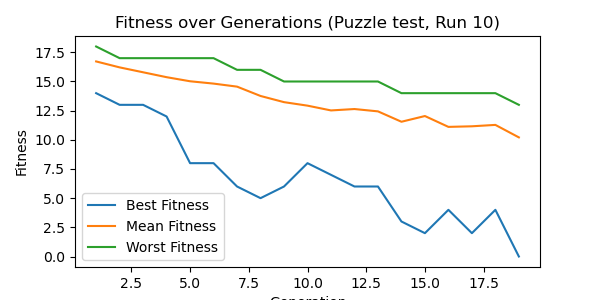 Fitness over Generations (Puzzle test, Run 10)
Fitness
17.5
15.0
12.5
10.0
7.5
5.0
2.5
0.0
Best Fitness
Mean Fitness
Worst Fitness
2.5 5.0 7.5 10.0 12.5 15.0 17.5
Generation